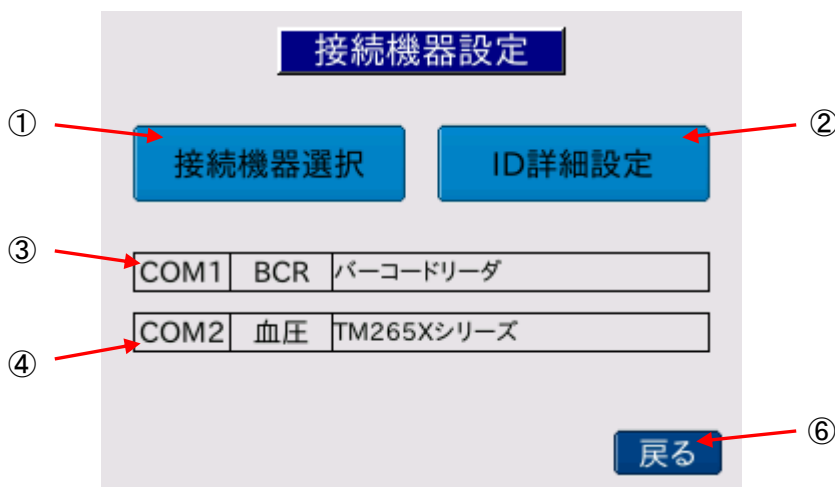 接続機器設定
① ②
接続機器選択 ID詳細設定
③
COM1 BCR バーコードリーダ
COM2 血圧 TM265Xシリーズ
④
⑥
戻る